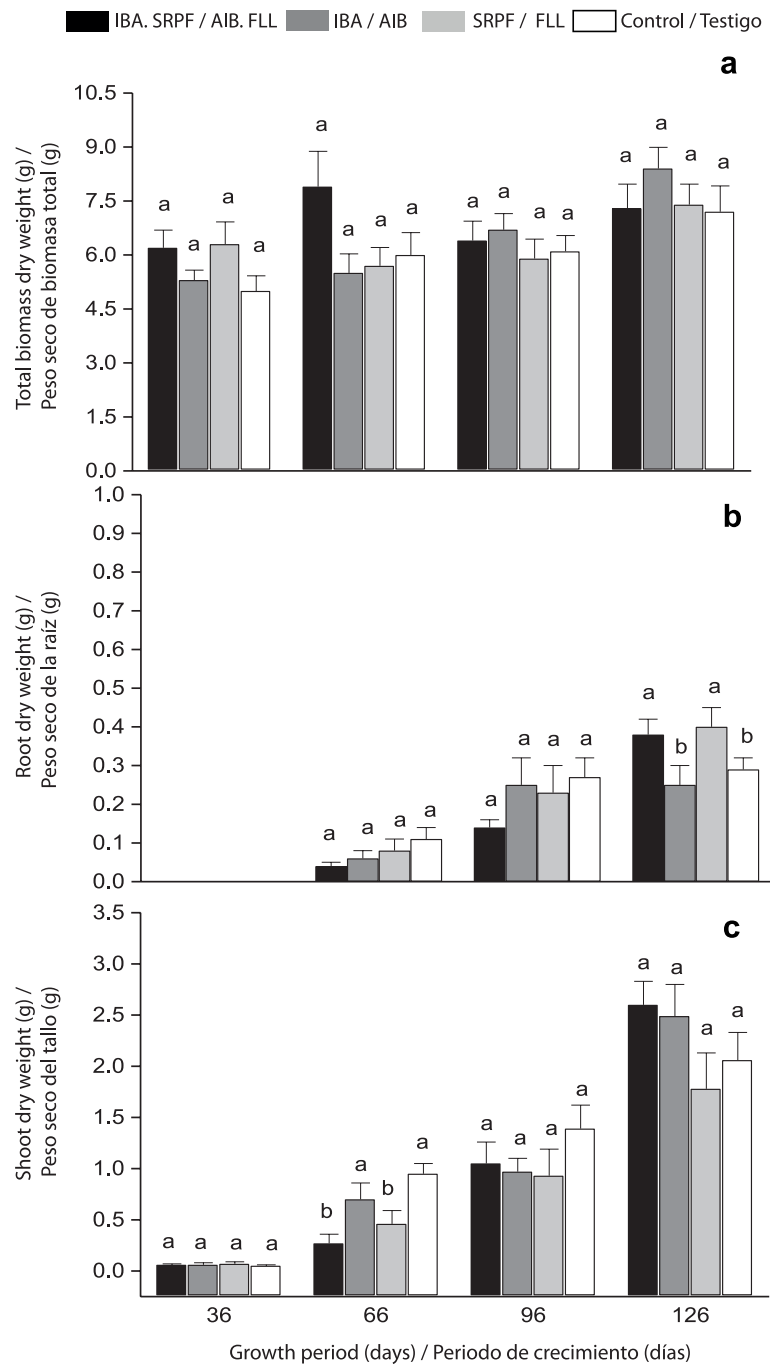 IBA. SRPF / AIB. FLL IBA / AIB SRPF / FLL Control / Testigo
a
Total biomass dry weight (g) /
Peso seco de biomasa total (g)
10.5
9.0
7.5
6.0
4.5
3.0
1.5
0.0
a a a a
a a a a
a a a a
a a a a
b
Root dry weight (g) /
Peso seco de la raíz (g)
1.0
0.9
0.8
0.7
0.6
0.5
0.4
0.3
0.2
0.1
0.0
a a a a
a a a a
a b a b
c
Shoot dry weight (g) /
Peso seco del tallo (g)
3.5
3.0
2.5
2.0
1.5
1.0
0.5
0.0
a a a a
b a b a
a a a a
a a a a
36 66 96 126
Growth period (days) / Periodo de crecimiento (días)